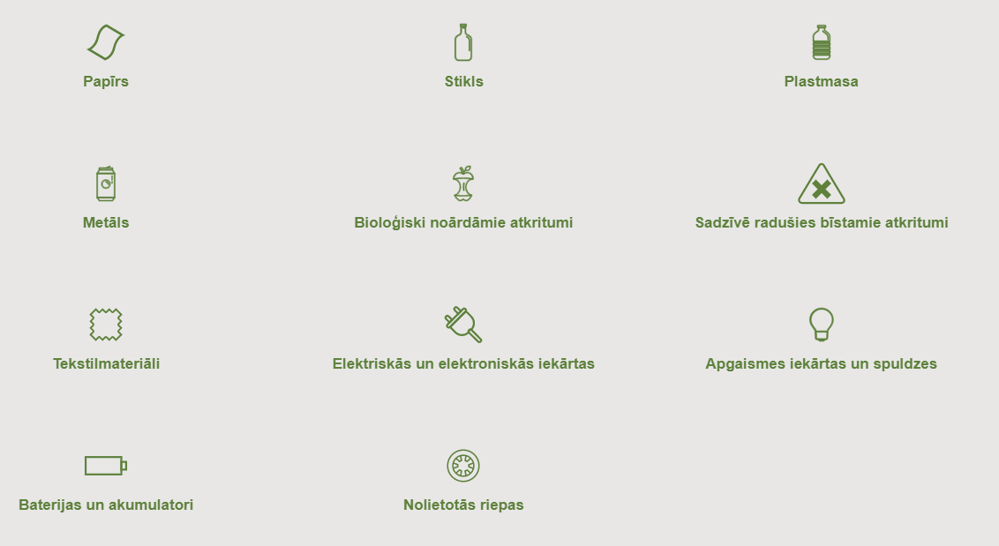 Papīrs
Stikls
Plastmasa
Metāls
Bioloģiski noārdāmie atkritumi
Sadzīvē radušies bīstamie atkritumi
Tekstilmateriāli
Elektriskās un elektroniskās iekārtas
Apgaismes iekārtas un spuldzes
Baterijas un akumulatori
Nolietotās riepas